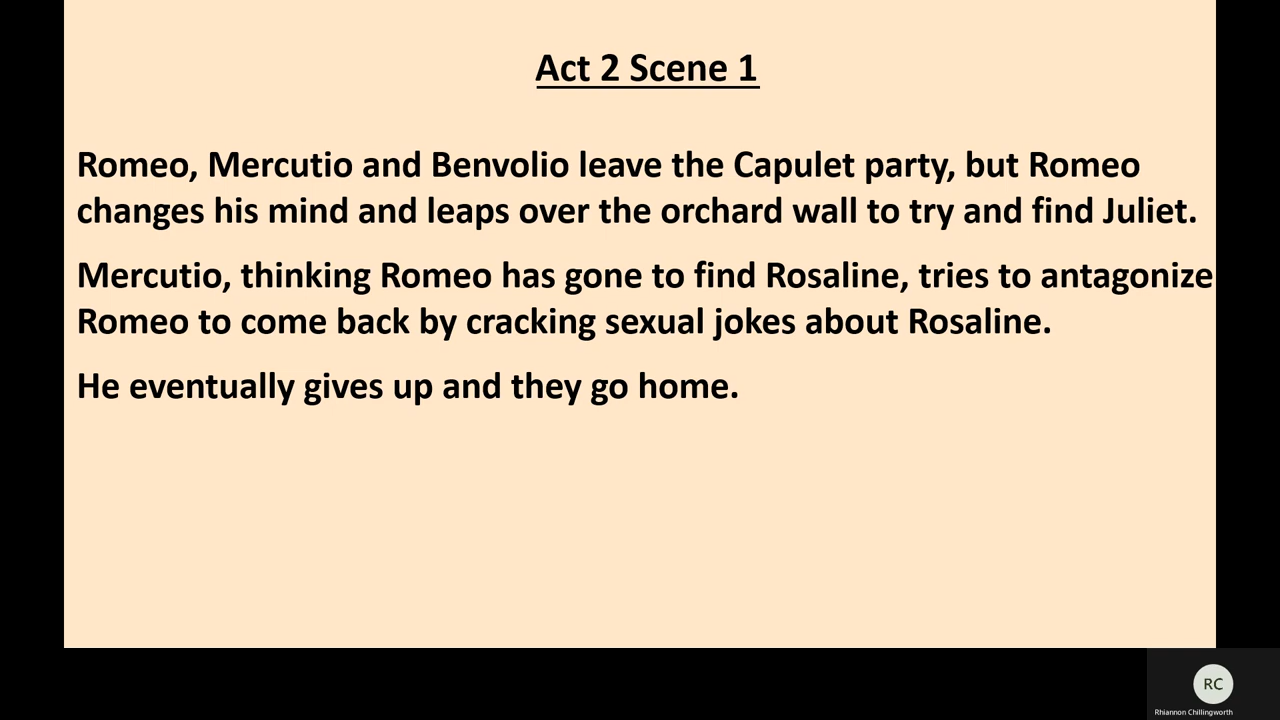 Act 2 Scene 1
Romeo, Mercutio and Benvolio leave the Capulet party, but Romeo
changes his mind and leaps over the orchard wall to try and find Juliet.
Mercutio, thinking Romeo has gone to find Rosaline, tries to antagonize
Romeo to come back by cracking sexual jokes about Rosaline.
He eventually gives up and they go home.
RC
Rhiannon Chillingworth